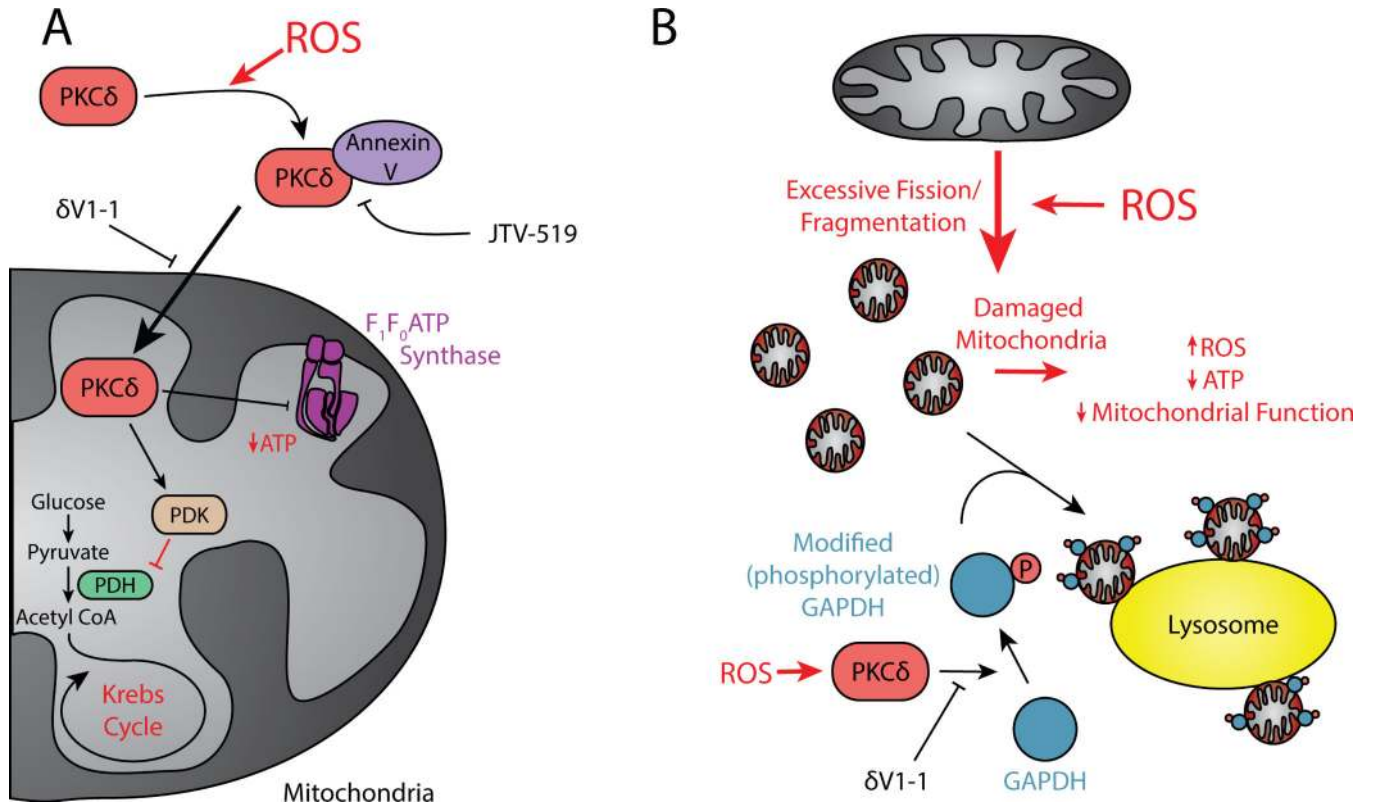 A
ROS
PKCδ
Annexin
V
PKCδ
δV1-1
JTV-519
F₁F₀ATP
Synthase
PKCδ
↓ATP
Glucose
PDK
Pyruvate
PDH
Acetyl CoA
Krebs
Cycle
Mitochondria
B
Excessive Fission/
Fragmentation
ROS
Damaged
Mitochondria
↑ROS
↓ATP
↓Mitochondrial Function
Modified
(phosphorylated)
GAPDH
P
Lysosome
ROS
PKCδ
δV1-1
GAPDH